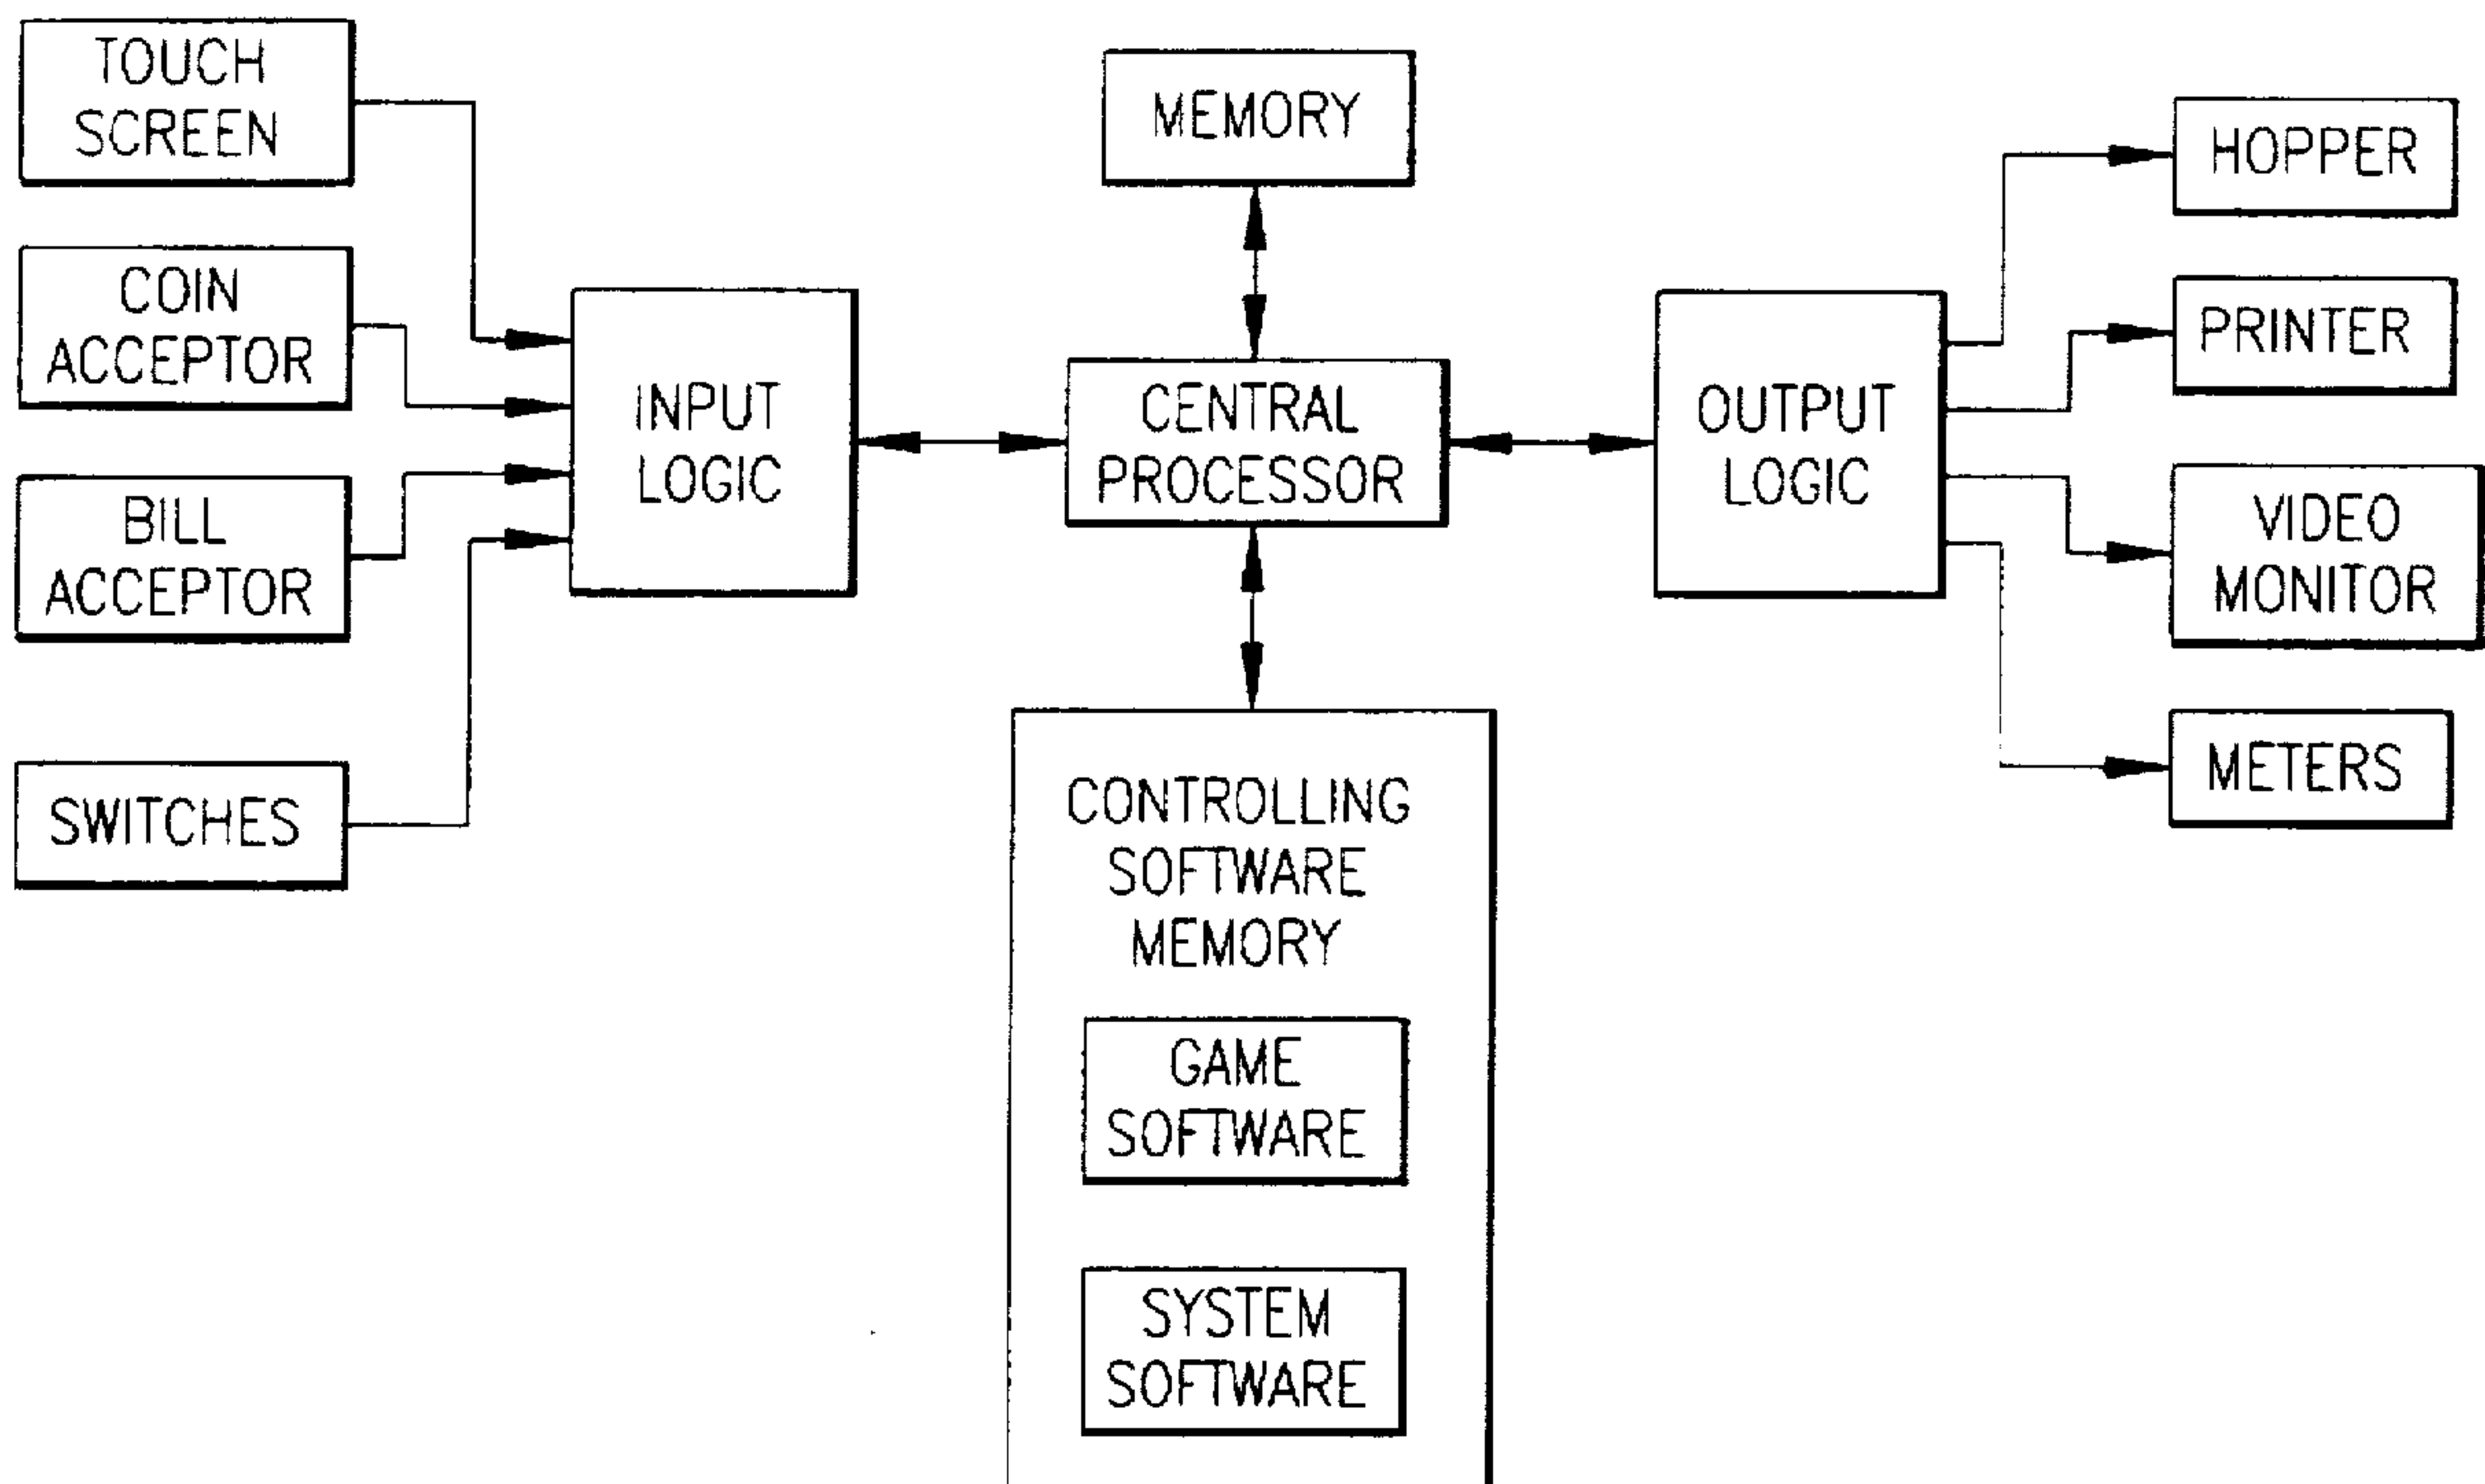 TOUCH
SCREEN
COIN
ACCEPTOR
BILL
ACCEPTOR
SWITCHES
INPUT
LOGIC
MEMORY
CENTRAL
PROCESSOR
CONTROLLING
SOFTWARE
MEMORY
GAME
SOFTWARE
SYSTEM
SOFTWARE
OUTPUT
LOGIC
HOPPER
PRINTER
VIDEO
MONITOR
METERS